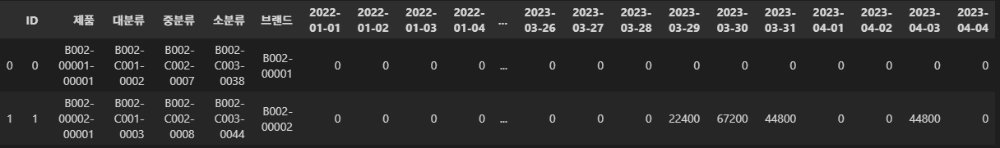 ID 제품 대분류 중분류 소분류 브랜드 2022-01-01 2022-01-02 2022-01-03 2022-01-04 ... 2023-03-26 2023-03-27 2023-03-28 2023-03-29 2023-03-30 2023-03-31 2023-04-01 2023-04-02 2023-04-03 2023-04-04
0 0 B002-00001-00001 B002-C001-0002 B002-C002-0007 B002-C003-0038 B002-00001 0 0 0 0 ... 0 0 0 0 0 0 0 0 0 0
1 1 B002-00002-00001 B002-C001-0003 B002-C002-0008 B002-C003-0044 B002-00002 0 0 0 0 ... 0 0 0 22400 67200 44800 0 0 44800 0